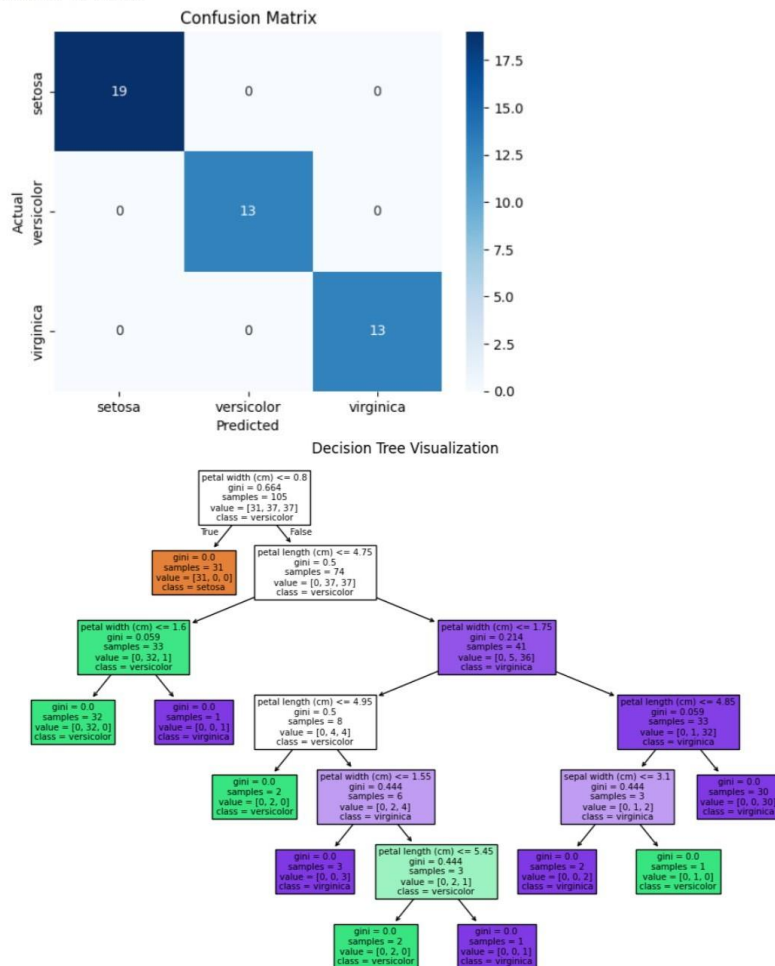 Confusion Matrix
setosa
19
0
0
17.5
15.0
12.5
Actual
versicolor
0
13
0
10.0
7.5
5.0
virginica
0
0
13
2.5
0.0
setosa
versicolor
virginica
Predicted
Decision Tree Visualization
petal width (cm) <= 0.8
gini = 0.664
samples = 105
value = [31, 37, 37]
class = versicolor
True
False
gini = 0.0
samples = 31
value = [31, 0, 0]
class = setosa
petal length (cm) <= 4.75
gini = 0.5
samples = 74
value = [0, 37, 37]
class = versicolor
petal width (cm) <= 1.6
gini = 0.059
samples = 33
value = [0, 32, 1]
class = versicolor
petal width (cm) <= 1.75
gini = 0.214
samples = 41
value = [0, 5, 36]
class = virginica
gini = 0.0
samples = 32
value = [0, 32, 0]
class = versicolor
gini = 0.0
samples = 1
value = [0, 0, 1]
class = virginica
petal length (cm) <= 4.95
gini = 0.5
samples = 8
value = [0, 4, 4]
class = versicolor
petal length (cm) <= 4.85
gini = 0.059
samples = 33
value = [0, 1, 32]
class = virginica
gini = 0.0
samples = 2
value = [0, 2, 0]
class = versicolor
petal width (cm) <= 1.55
gini = 0.444
samples = 6
value = [0, 2, 4]
class = virginica
sepal width (cm) <= 3.1
gini = 0.444
samples = 3
value = [0, 1, 2]
class = virginica
gini = 0.0
samples = 30
value = [0, 0, 30]
class = virginica
gini = 0.0
samples = 3
value = [0, 0, 3]
class = virginica
petal length (cm) <= 5.45
gini = 0.444
samples = 3
value = [0, 2, 1]
class = versicolor
gini = 0.0
samples = 2
value = [0, 0, 2]
class = virginica
gini = 0.0
samples = 1
value = [0, 1, 0]
class = versicolor
gini = 0.0
samples = 2
value = [0, 2, 0]
class = versicolor
gini = 0.0
samples = 1
value = [0, 0, 1]
class = virginica